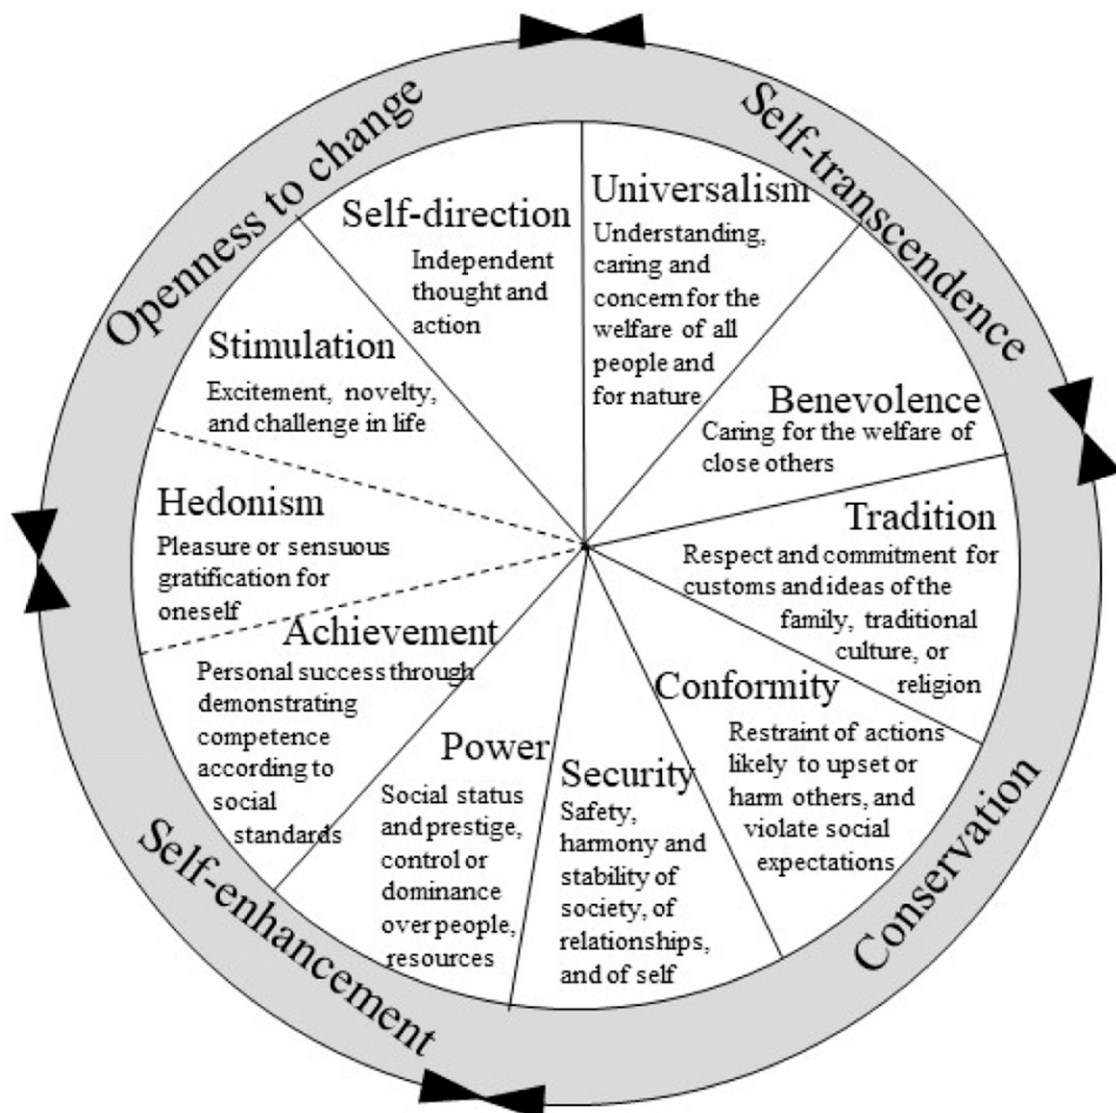 Openness to change
Self-transcendence
Self-direction
Independent
thought and
action
Universalism
Understanding,
caring and
concern for the
welfare of all
people and
for nature
Stimulation
Excitement, novelty,
and challenge in life
Benevolence
Caring for the welfare of
close others
Hedonism
Pleasure or sensuous
gratification for
oneself
Tradition
Respect and commitment for
customs and ideas of the
family, traditional
culture, or
religion
Achievement
Personal success through
demonstrating
competence
according to
social
standards
Conformity
Restraint of actions
likely to upset or
harm others, and
violate social
expectations
Power
Social status
and prestige,
control or
dominance
over people,
resources
Security
Safety,
harmony and
stability of
society, of
relationships,
and of self
Self-enhancement
Conservation